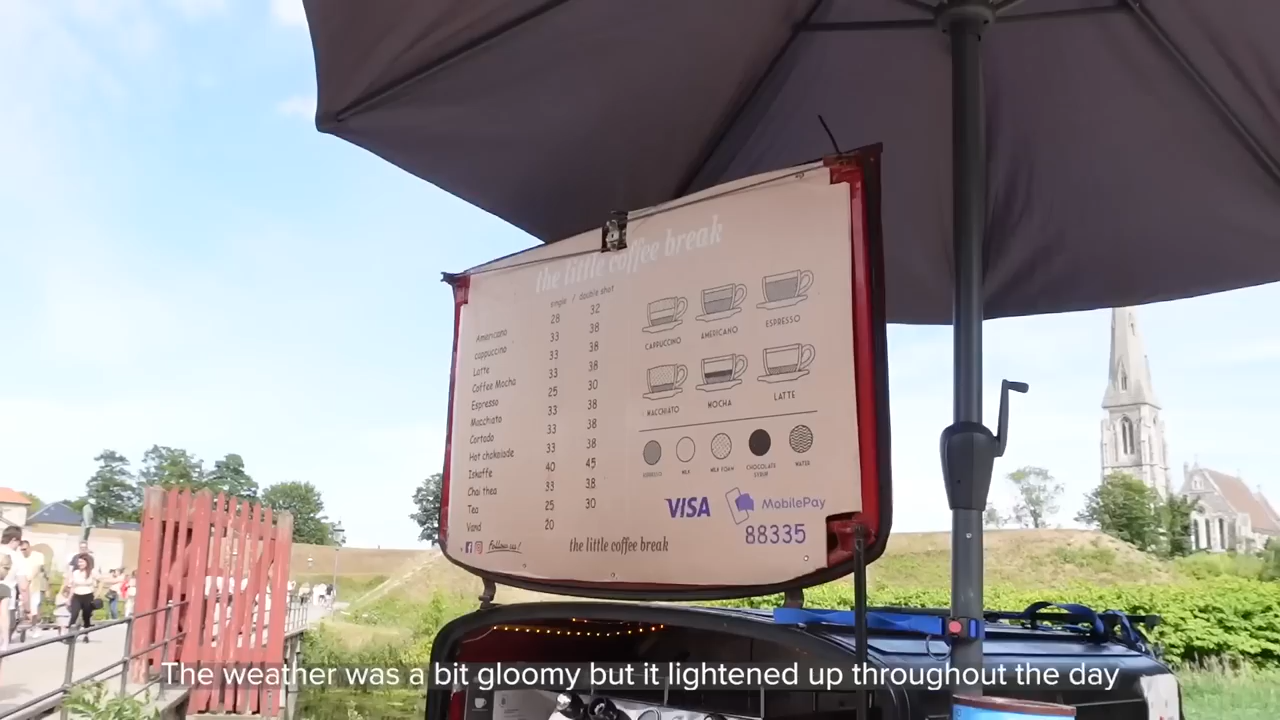 the little coffee break
single / double shot
Americano 28 32
cappuccino 33 38
Latte 33 38
Coffee Mocha 33 38
Espresso 25 30
Macchiato 33 38
Cortado 33 38
Hot chokolade 33 38
Iskaffe 40 45
Chai thea 33 38
Tea 25 30
Vand 20
Follow us!
the little coffee break
CAPPUCCINO AMERICANO ESPRESSO
MACCHIATO MOCHA LATTE
ESPRESSO MILK MILK FOAM CHOCOLATE SYRUP WATER
VISA MobilePay
88335
The weather was a bit gloomy but it lightened up throughout the day